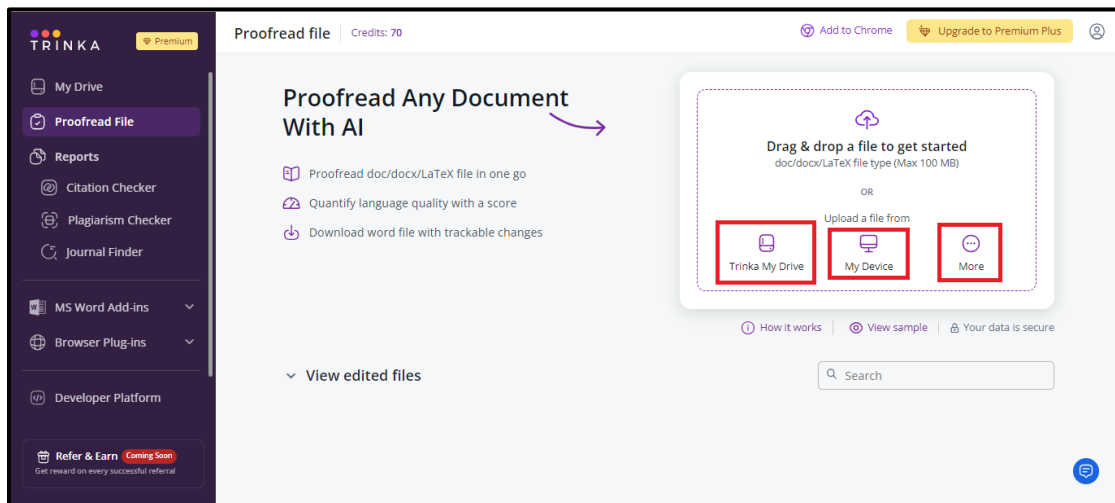 TRINKA
Premium
My Drive
Proofread File
Reports
Citation Checker
Plagiarism Checker
Journal Finder
MS Word Add-ins
Browser Plug-ins
Developer Platform
Refer & Earn Coming Soon
Get reward on every successful referral
Proofread file Credits: 70
Add to Chrome
Upgrade to Premium Plus
Proofread Any Document
With AI
Proofread doc/docx/LaTeX file in one go
Quantify language quality with a score
Download word file with trackable changes
Drag & drop a file to get started
doc/docx/LaTeX file type (Max 100 MB)
OR
Upload a file from
Trinka My Drive My Device More
How it works View sample Your data is secure
View edited files
Search